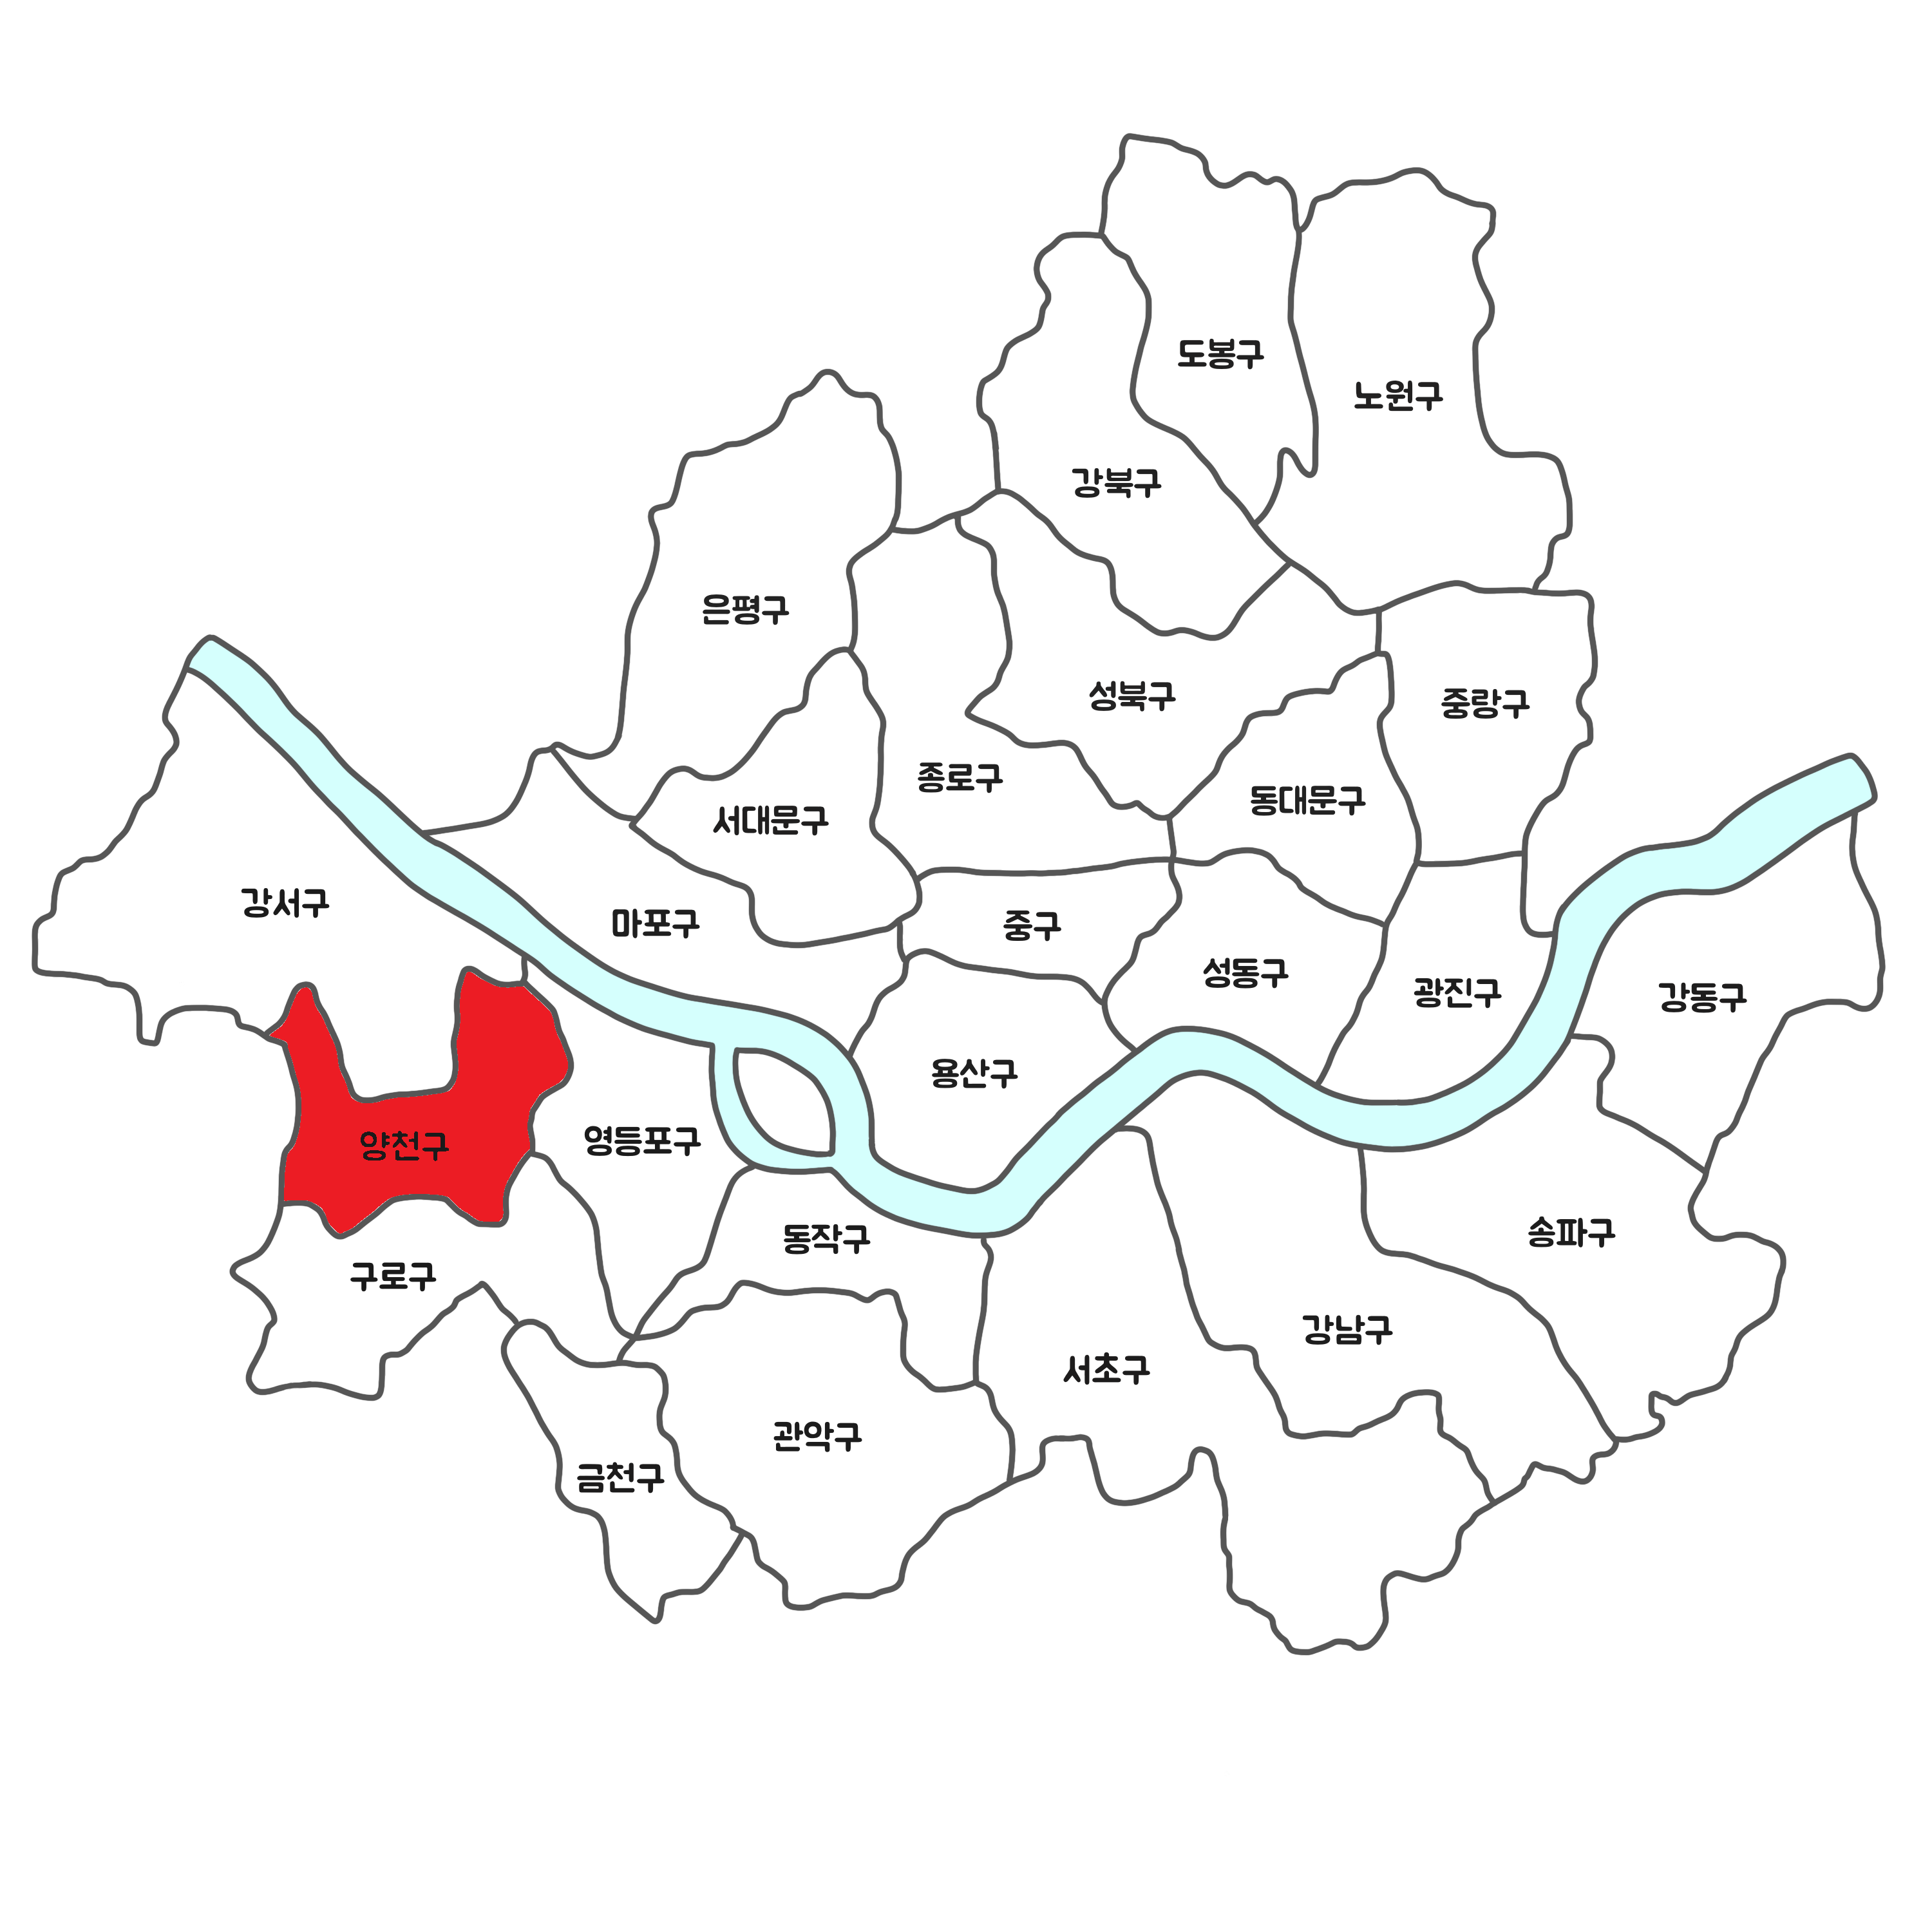 도봉구
노원구
강북구
은평구
성북구
중랑구
종로구
동대문구
서대문구
강서구
마포구
중구
성동구
광진구
강동구
용산구
양천구
영등포구
송파구
동작구
구로구
강남구
서초구
관악구
금천구